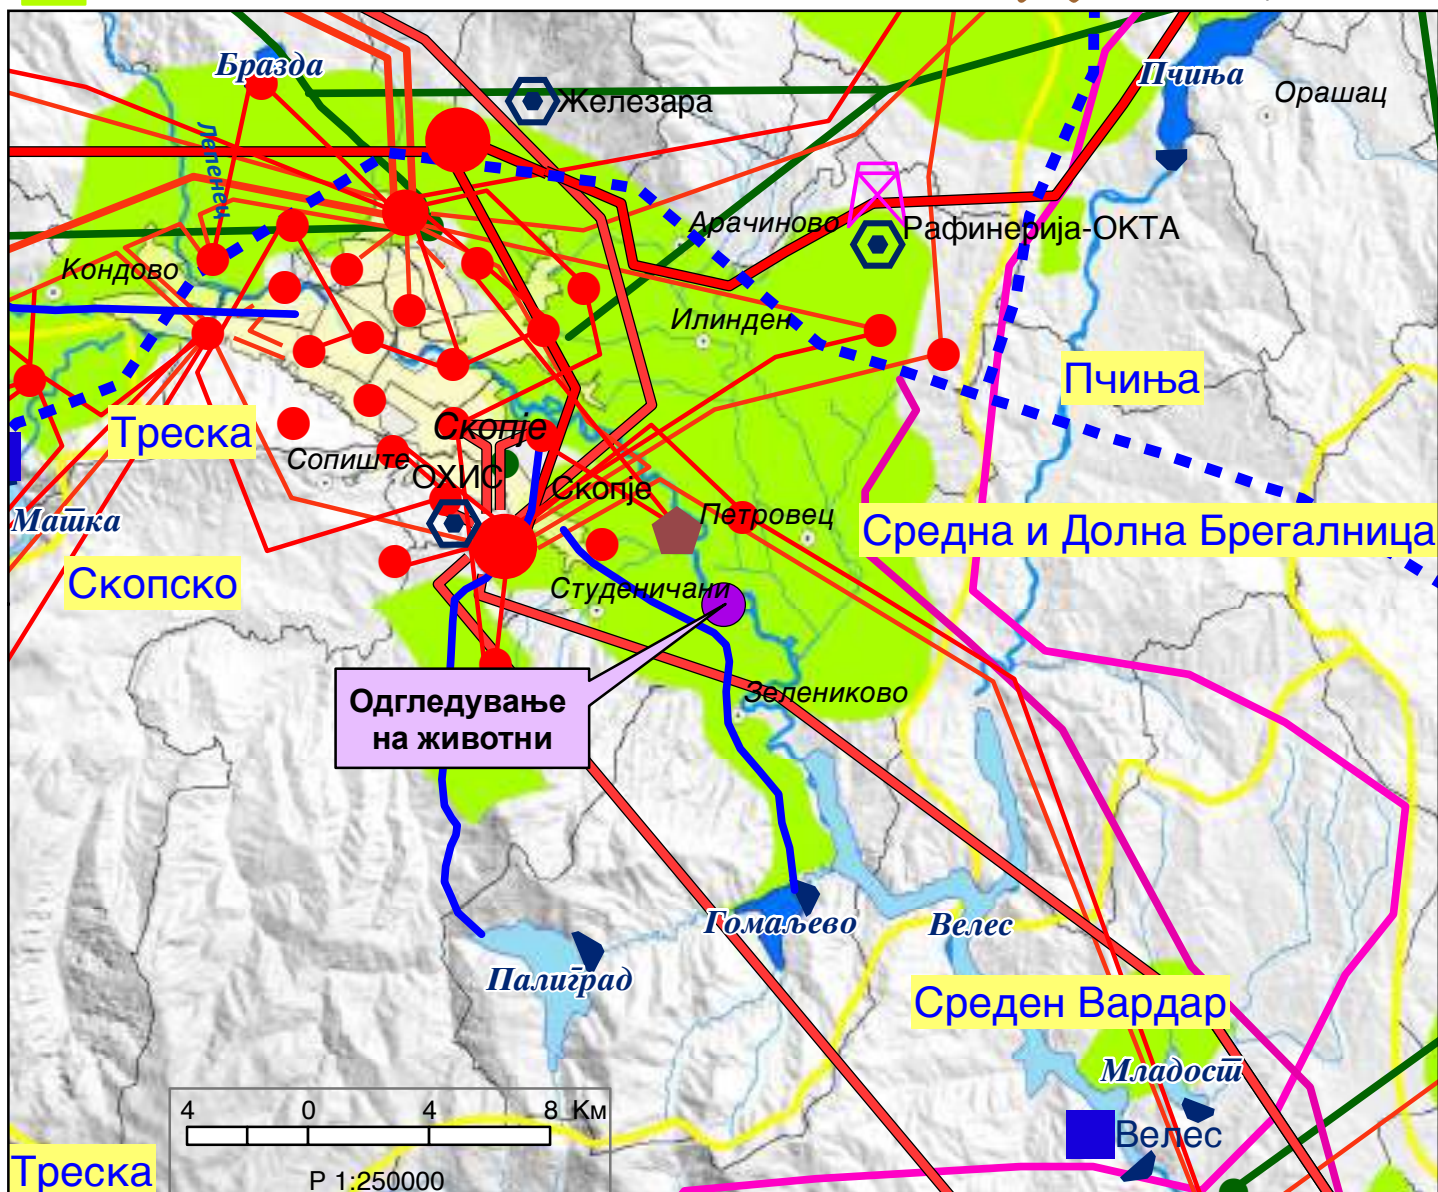 Бразда
Железара
Пчиња
Орашац
Лепенец
Арачиново
Рафинерија-ОКТА
Кондово
Илинден
Пчиња
Треска
Скопје
Сопиште
ОХИС
Скопје
Матка
Петровец
Средна и Долна Брегалница
Скопско
Студеничани
Одгледување
на животни
Зелениково
Гомаљево
Велес
Палиград
Среден Вардар
Младост
4 0 4 8 Км
Велес
Треска
Р 1:250000